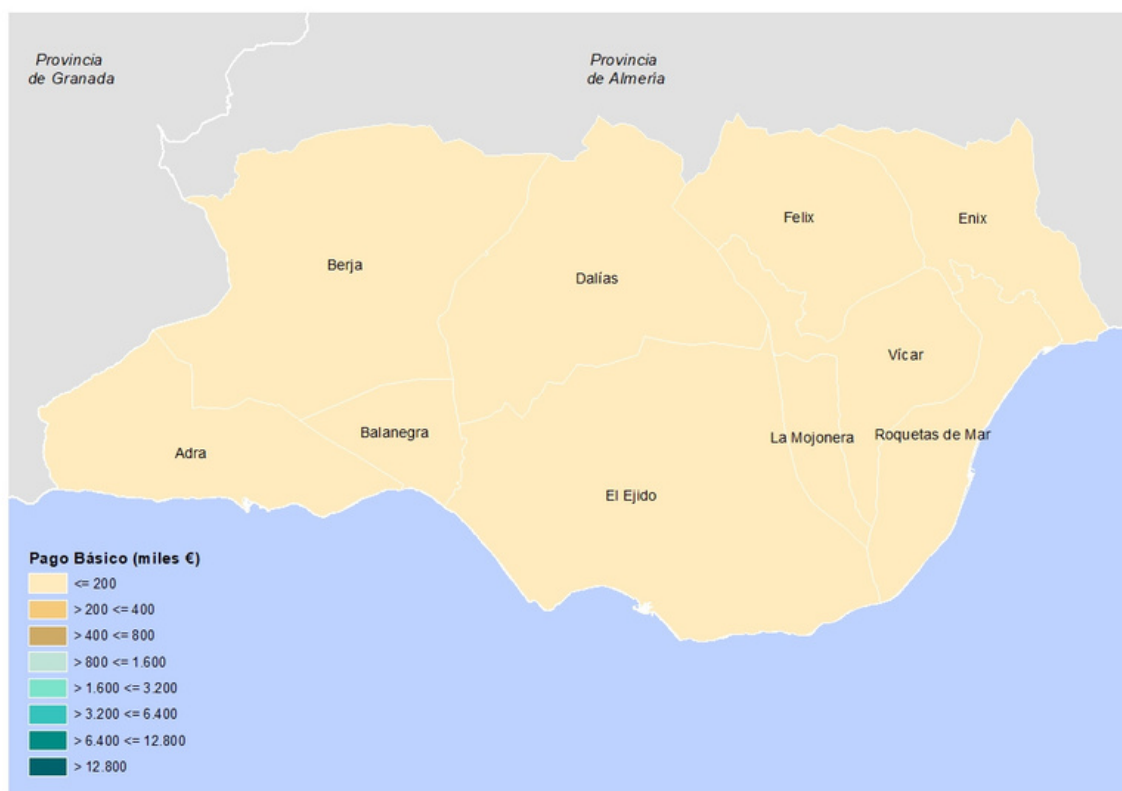 Provincia
de Granada
Provincia
de Almería
Felix
Enix
Berja
Dalías
Vícar
Balanegra
La Mojonera
Roquetas de Mar
Adra
El Ejido
Pago Básico (miles €)
<= 200
> 200 <= 400
> 400 <= 800
> 800 <= 1.600
> 1.600 <= 3.200
> 3.200 <= 6.400
> 6.400 <= 12.800
> 12.800